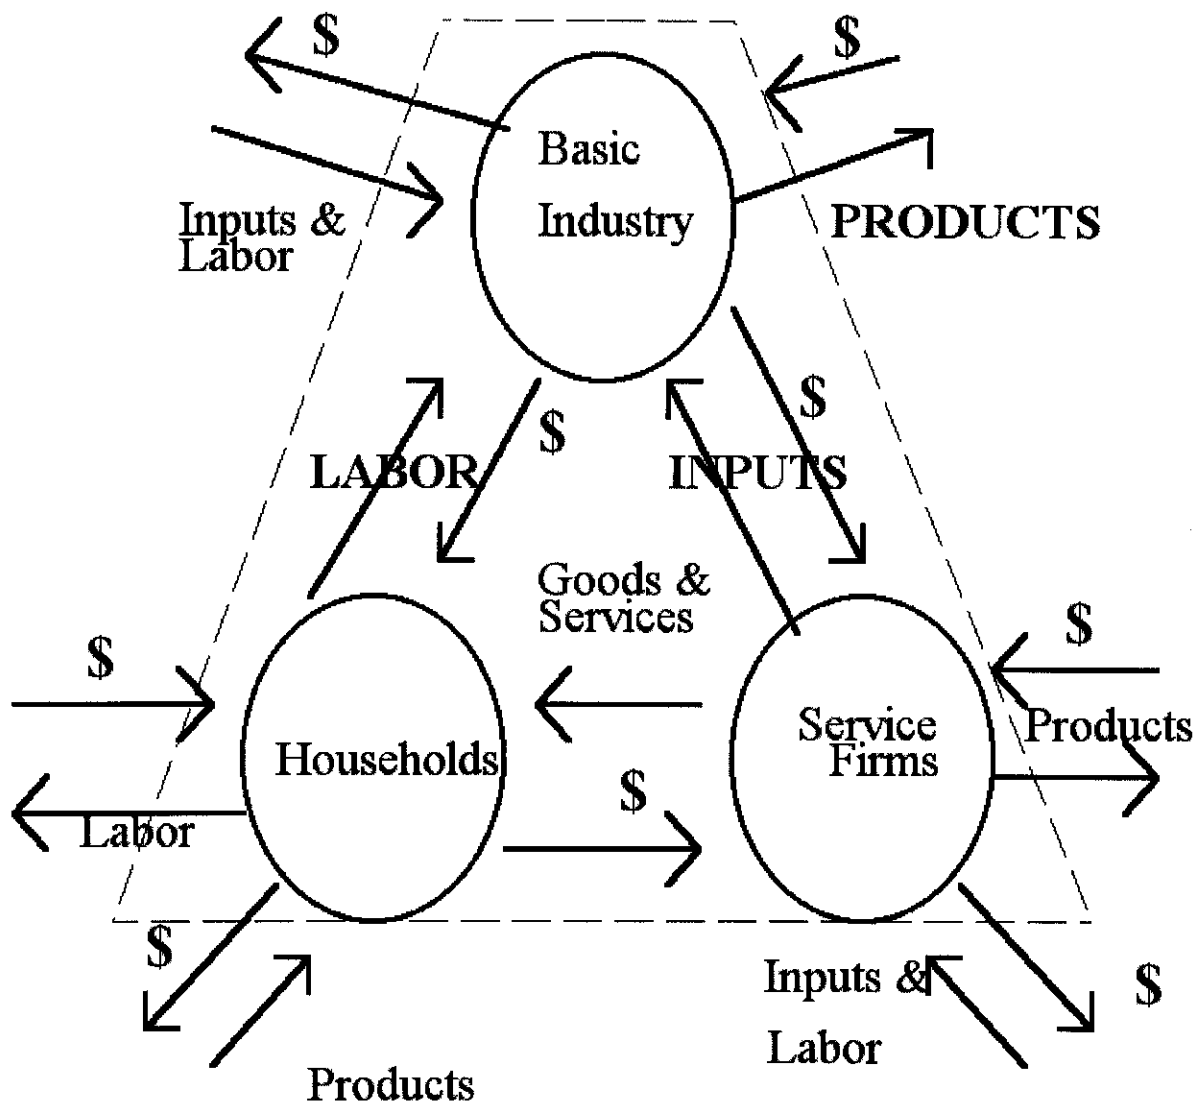 $
$
Basic
Industry
Inputs &
Labor
PRODUCTS
$
$
LABOR
INPUTS
Goods &
Services
$
$
Households
Service
Firms
Products
$
Labor
$
Inputs &
Labor
$
Products